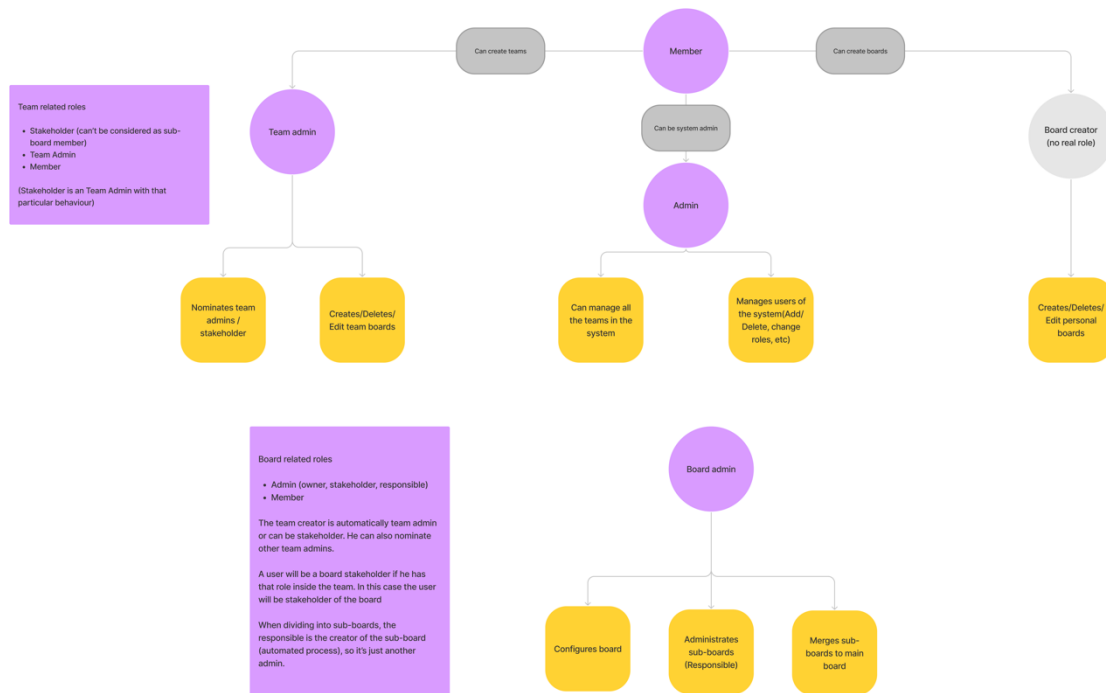 Can create teams
Member
Can create boards
Team related roles
• Stakeholder (can't be considered as sub-
board member)
• Team Admin
• Member
(Stakeholder is an Team Admin with that
particular behaviour)
Team admin
Can be system admin
Board creator
(no real role)
Admin
Nominates team
admins /
stakeholder
Creates/Deletes/
Edit team boards
Can manage all
the teams in the
system
Manages users of
the system(Add/
Delete, change
roles, etc)
Creates/Deletes/
Edit personal
boards
Board related roles
• Admin (owner, stakeholder, responsible)
• Member
The team creator is automatically team admin
or can be stakeholder. He can also nominate
other team admins.
A user will be a board stakeholder if he has
that role inside the team. In this case the user
will be stakeholder of the board
When dividing into sub-boards, the
responsible is the creator of the sub-board
(automated process), so it's just another
admin.
Board admin
Configures board
Administrates
sub-boards
(Responsible)
Merges sub-
boards to main
board